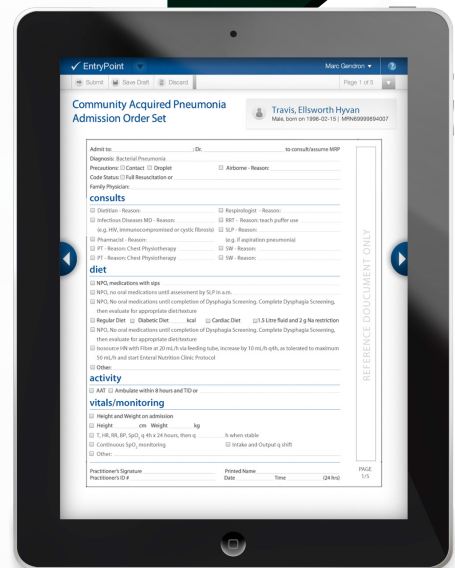 EntryPoint
Marc Gendron
?
Submit Save Draft Discard Page 1 of 5
Community Acquired Pneumonia
Admission Order Set
Travis, Ellsworth Hyvan
Male, born on 1996-02-15 | MRN69999894007
Admit to: : Dr. to consult/assume MRP
Diagnosis: Bacterial Pneumonia
Precautions: Contact Droplet Airborne - Reason:
Code Status: Full Resuscitation or
Family Physician:
consults
Dietitian - Reason: Respirologist - Reason:
Infectious Diseases MD - Reason: RRT - Reason: teach puffer use
(e.g. HIV, immunocompromised or cystic fibrosis) SLP - Reason:
Pharmacist - Reason: (e.g. if aspiration pneumonia)
PT - Reason: Chest Physiotherapy SW - Reason:
PT - Reason: Chest Physiotherapy SW - Reason:
diet
NPO, medications with sips
NPO, no oral medications until assessment by SLP in a.m.
NPO, No oral medications until completion of Dysphagia Screening. Complete Dysphagia Screening,
then evaluate for appropriate diet/texture
Regular Diet Diabetic Diet kcal Cardiac Diet 1.5 Litre fluid and 2 g Na restriction
NPO, No oral medications until completion of Dysphagia Screening. Complete Dysphagia Screening,
then evaluate for appropriate diet/texture
Isosource HN with Fibre at 20 mL/h via feeding tube, increase by 10 mL/h q4h, as tolerated to maximum
50 mL/h and start Enteral Nutrition Clinic Protocol
Other:
activity
AAT Ambulate within 8 hours and TID or
vitals/monitoring
Height and Weight on admission
Height cm Weight kg
T, HR, RR, BP, SpO2 q 4h x 24 hours, then q h when stable
Continuous SpO2 monitoring Intake and Output q shift
Other:
Practitioner's Signature Printed Name
Practitioner's ID # Date Time (24 hrs)
REFERENCE DOUCUMENT ONLY
PAGE
1/5